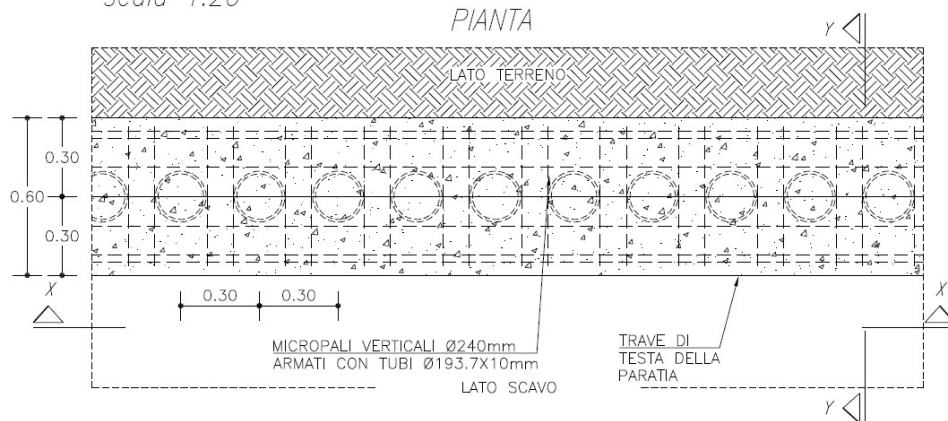 scala 1:20
PIANTA
Y
LATO TERRENO
0.30
0.60
0.30
X
X
0.30
0.30
MICROPALI VERTICALI Ø240mm
ARMATI CON TUBI Ø193.7X10mm
LATO SCAVO
TRAVE DI
TESTA DELLA
PARATIA
Y